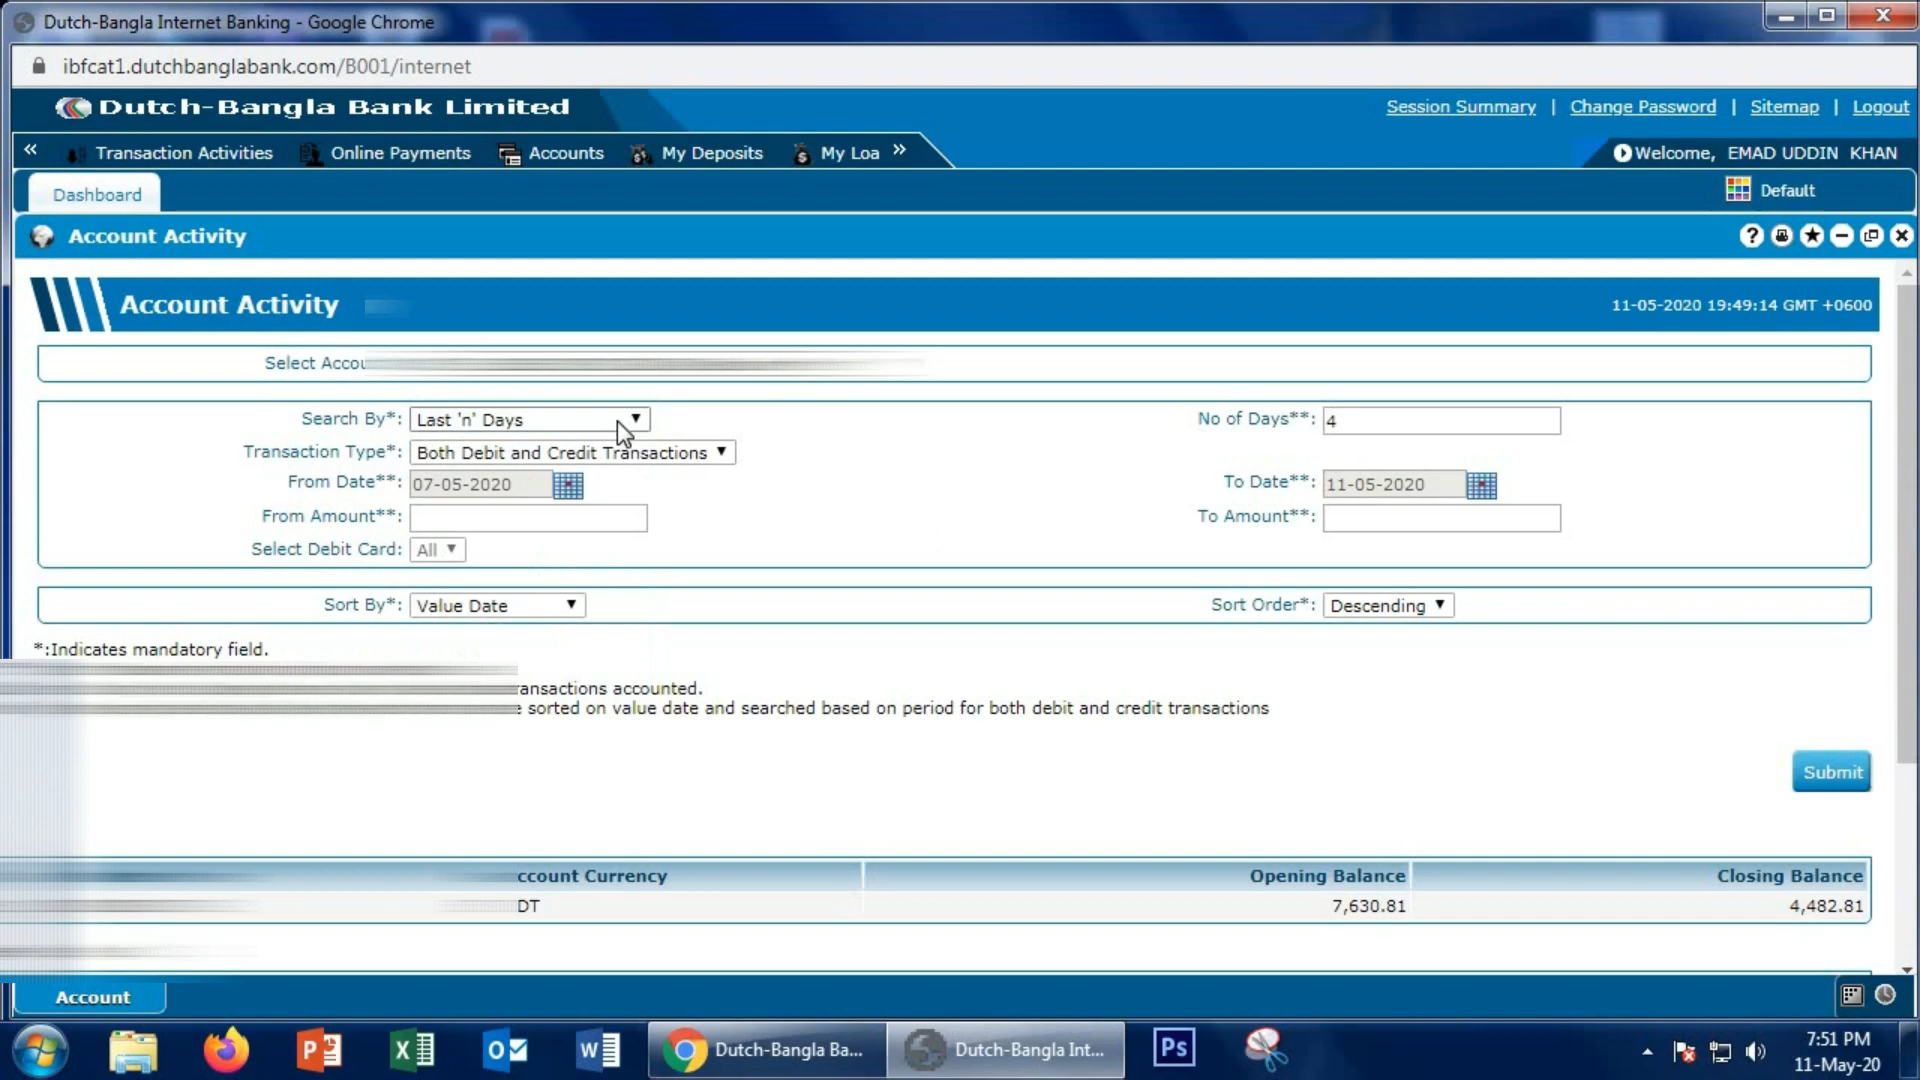 Dutch-Bangla Internet Banking - Google Chrome
ibfcat1.dutchbanglabank.com/B001/internet
Dutch-Bangla Bank Limited
Session Summary | Change Password | Sitemap | Logout
« Transaction Activities Online Payments Accounts My Deposits My Loa » Welcome, EMAD UDDIN KHAN
Dashboard Default
Account Activity
Account Activity 11-05-2020 19:49:14 GMT +0600
Select Accou
Search By*: Last 'n' Days No of Days**: 4
Transaction Type*: Both Debit and Credit Transactions
From Date**: 07-05-2020 To Date**: 11-05-2020
From Amount**: To Amount**:
Select Debit Card: All
Sort By*: Value Date Sort Order*: Descending
*:Indicates mandatory field.
ansactions accounted.
sorted on value date and searched based on period for both debit and credit transactions
Submit
ccount Currency Opening Balance Closing Balance
DT 7,630.81 4,482.81
Account
Dutch-Bangla Ba... Dutch-Bangla Int... Ps
7:51 PM
11-May-20